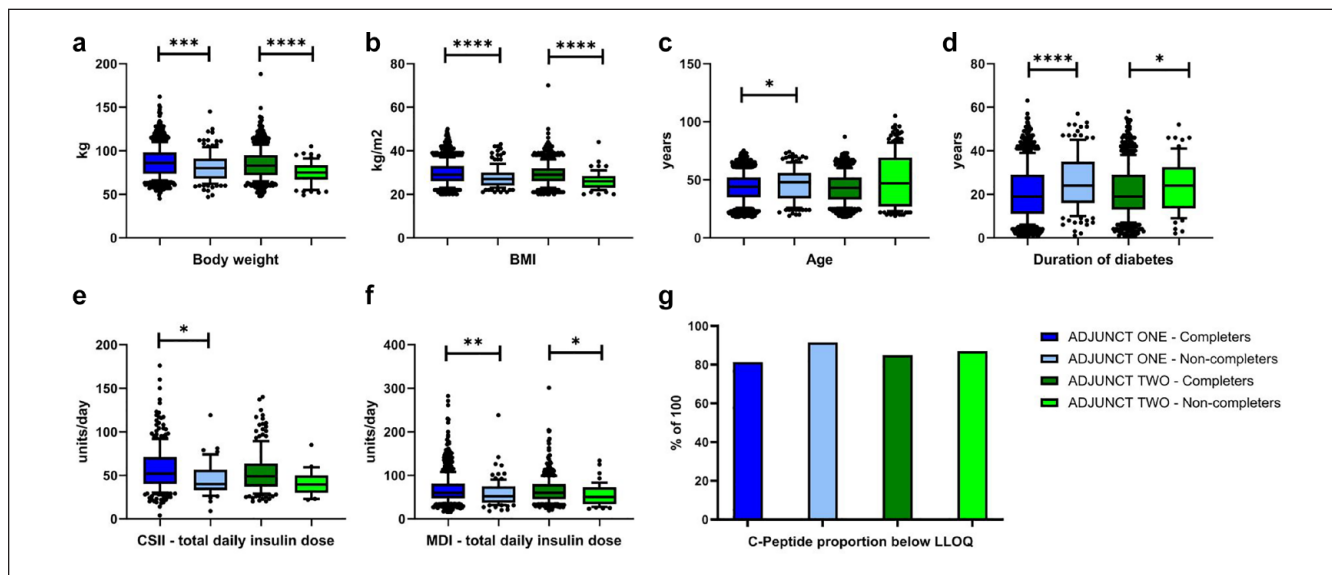 a
***
****
kg
200
150
100
50
0
Body weight
b
****
****
kg/m2
80
60
40
20
0
BMI
c
*
years
150
100
50
0
Age
d
****
*
years
80
60
40
20
0
Duration of diabetes
e
*
units/day
200
150
100
50
0
CSII - total daily insulin dose
f
**
*
units/day
400
300
200
100
0
MDI - total daily insulin dose
g
% of 100
100
80
60
40
20
0
C-Peptide proportion below LLOQ
ADJUNCT ONE - Completers
ADJUNCT ONE - Non-completers
ADJUNCT TWO - Completers
ADJUNCT TWO - Non-completers